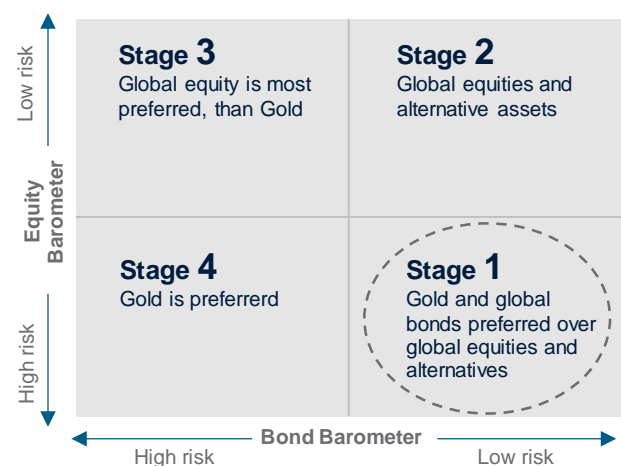 Low risk
Equity
Barometer
High risk
Stage 3
Global equity is most
preferred, than Gold
Stage 2
Global equities and
alternative assets
Stage 4
Gold is preferrerd
Stage 1
Gold and global
bonds preferred over
global equities and
alternatives
Bond Barometer
High risk
Low risk